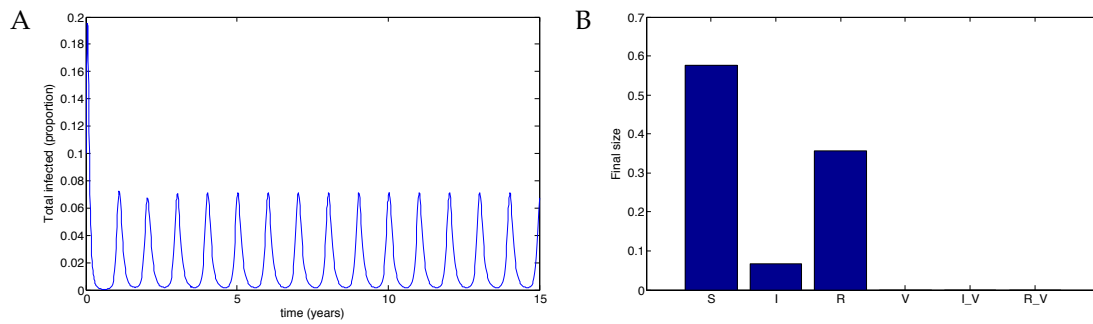 A
Total infected (proportion)
0.2
0.18
0.16
0.14
0.12
0.1
0.08
0.06
0.04
0.02
0
0 5 10 15
time (years)
B
Final size
0.7
0.6
0.5
0.4
0.3
0.2
0.1
0
S I R V I_V R_V